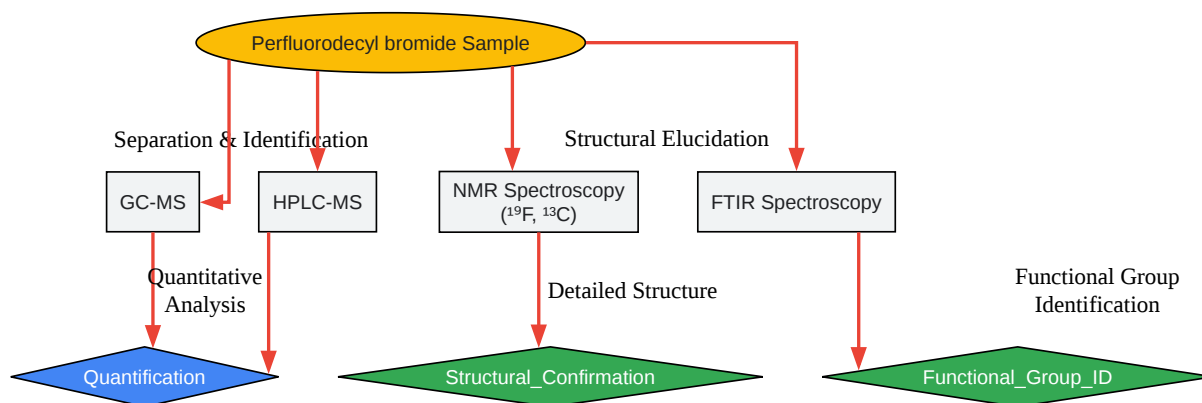 Perfluorodecyl bromide Sample
Separation & Identification
Structural Elucidation
GC-MS
HPLC-MS
NMR Spectroscopy
(¹⁹F, ¹³C)
FTIR Spectroscopy
Quantitative
Analysis
Detailed Structure
Functional Group
Identification
Quantification
Structural_Confirmation
Functional_Group_ID